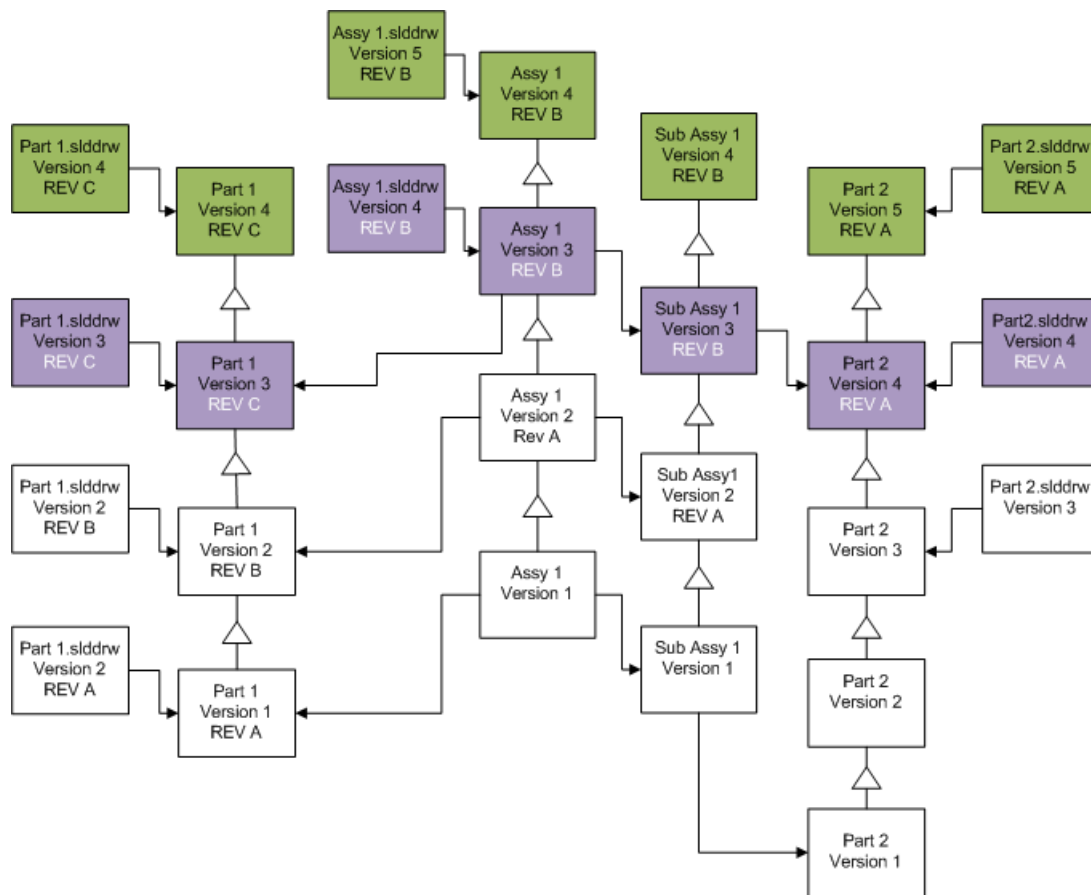 Assy 1.slddrw
Version 5
REV B
Assy 1
Version 4
REV B
Sub Assy 1
Version 4
REV B
Part 1.slddrw
Version 4
REV C
Part 2.slddrw
Version 5
REV A
Part 1
Version 4
REV C
Assy 1.slddrw
Version 4
REV B
Part 2
Version 5
REV A
Assy 1
Version 3
REV B
Sub Assy 1
Version 3
REV B
Part 1.slddrw
Version 3
REV C
Part2.slddrw
Version 4
REV A
Part 1
Version 3
REV C
Part 2
Version 4
REV A
Assy 1
Version 2
Rev A
Sub Assy1
Version 2
REV A
Part 1.slddrw
Version 2
REV B
Part 2.slddrw
Version 3
Part 1
Version 2
REV B
Part 2
Version 3
Assy 1
Version 1
Part 1.slddrw
Version 2
REV A
Sub Assy 1
Version 1
Part 1
Version 1
REV A
Part 2
Version 2
Part 2
Version 1